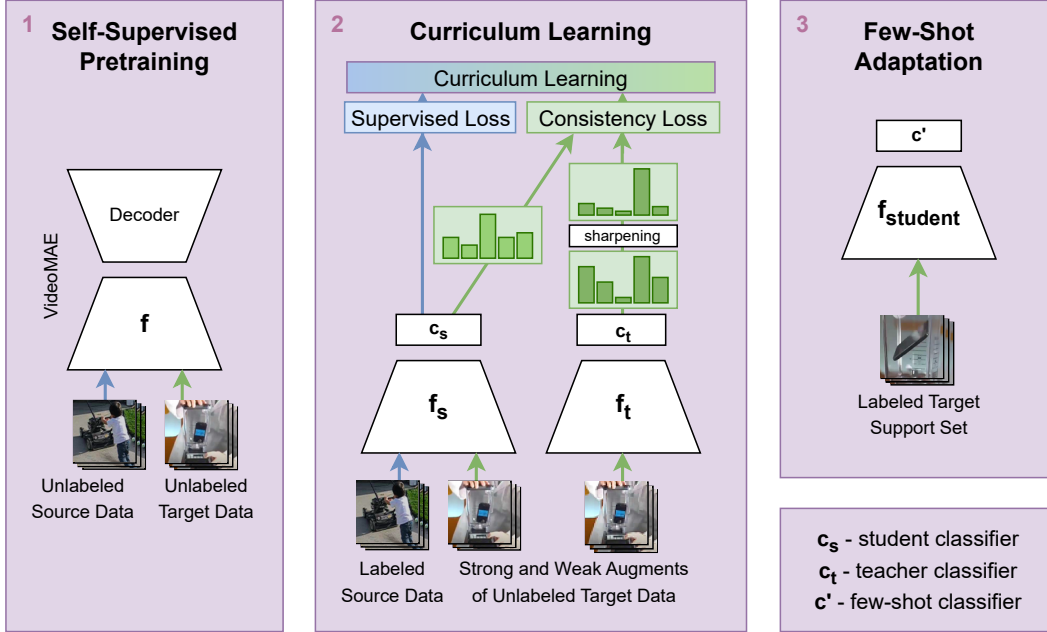 1
Self-Supervised
Pretraining
Decoder
VideoMAE
f
Unlabeled
Source Data
Unlabeled
Target Data
2
Curriculum Learning
Curriculum Learning
Supervised Loss
Consistency Loss
sharpening
cs
ct
fs
ft
Labeled
Source Data
Strong and Weak Augments
of Unlabeled Target Data
3
Few-Shot
Adaptation
c'
fstudent
Labeled Target
Support Set
cs - student classifier
ct - teacher classifier
c' - few-shot classifier